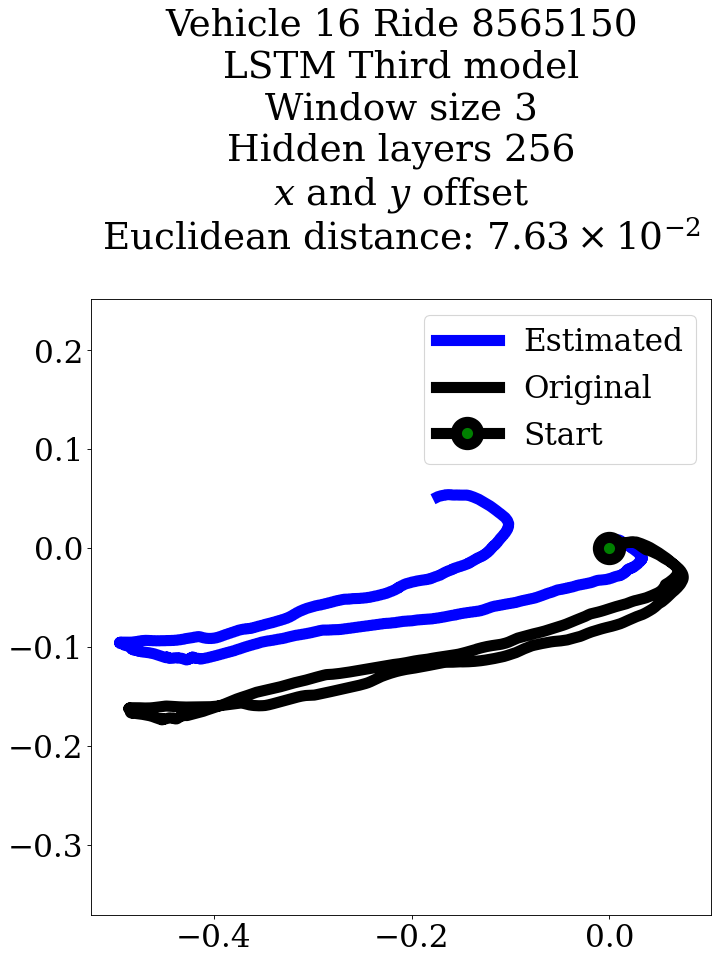 Vehicle 16 Ride 8565150
LSTM Third model
Window size 3
Hidden layers 256
x and y offset
Euclidean distance: 7.63 × 10⁻²
Estimated
Original
Start
0.2
0.1
0.0
−0.1
−0.2
−0.3
−0.4
−0.2
0.0